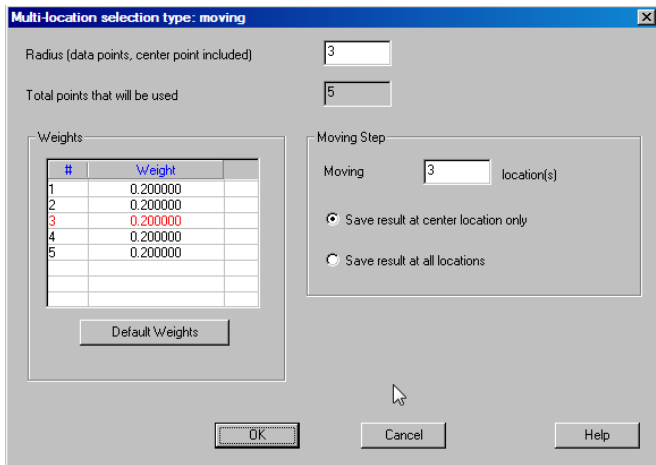 Multi-location selection type: moving
Radius (data points, center point included) 3
Total points that will be used 5
Weights
# Weight
1 0.200000
2 0.200000
3 0.200000
4 0.200000
5 0.200000
Default Weights
Moving Step
Moving 3 location(s)
Save result at center location only
Save result at all locations
OK Cancel Help